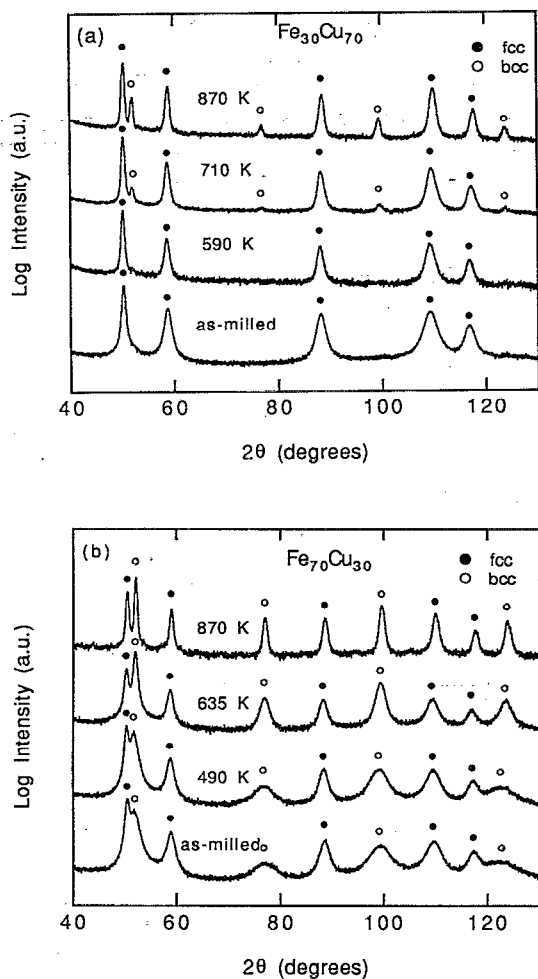 (a)
Fe30Cu70
● fcc
○ bcc
870 K
710 K
590 K
as-milled
Log Intensity (a.u.)
40 60 80 100 120
2θ (degrees)
(b)
Fe70Cu30
● fcc
○ bcc
870 K
635 K
490 K
as-milled
Log Intensity (a.u.)
40 60 80 100 120
2θ (degrees)